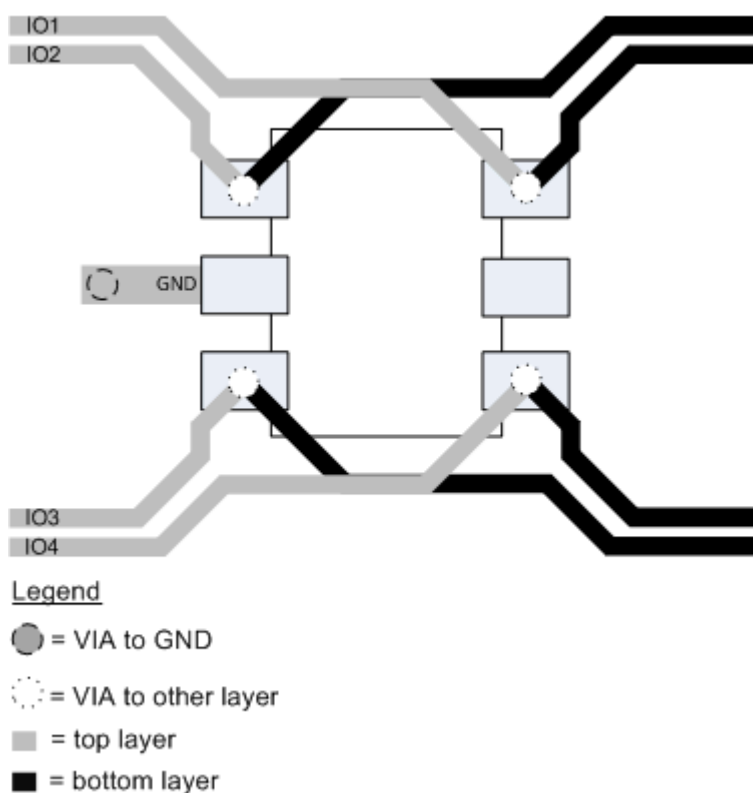 IO1
IO2
GND
IO3
IO4
Legend
= VIA to GND
= VIA to other layer
= top layer
= bottom layer